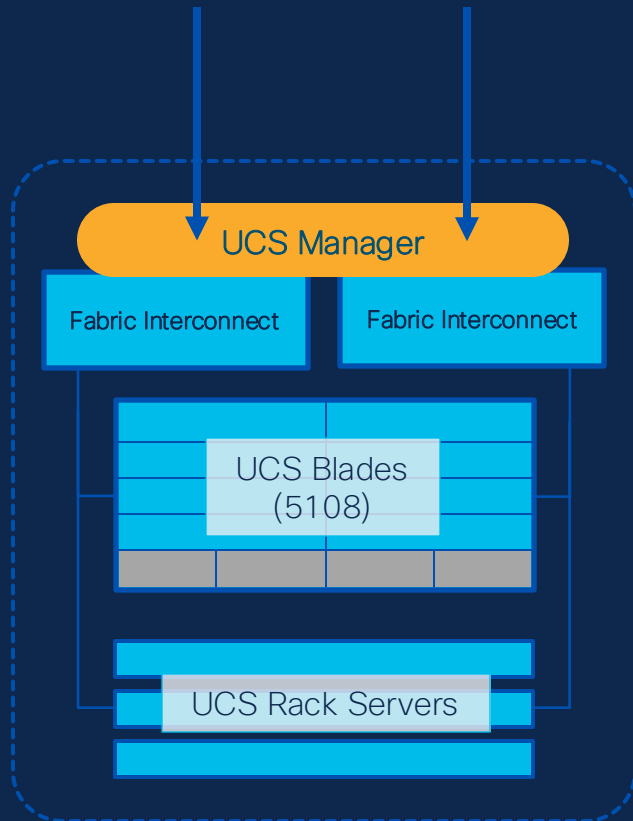 UCS Manager
Fabric Interconnect
Fabric Interconnect
UCS Blades
(5108)
UCS Rack Servers